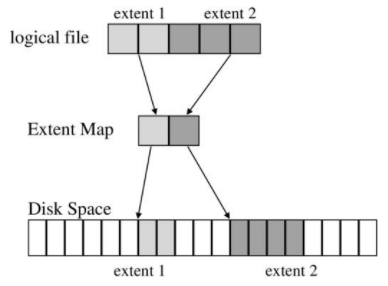 extent 1 extent 2
logical file
Extent Map
Disk Space
extent 1 extent 2